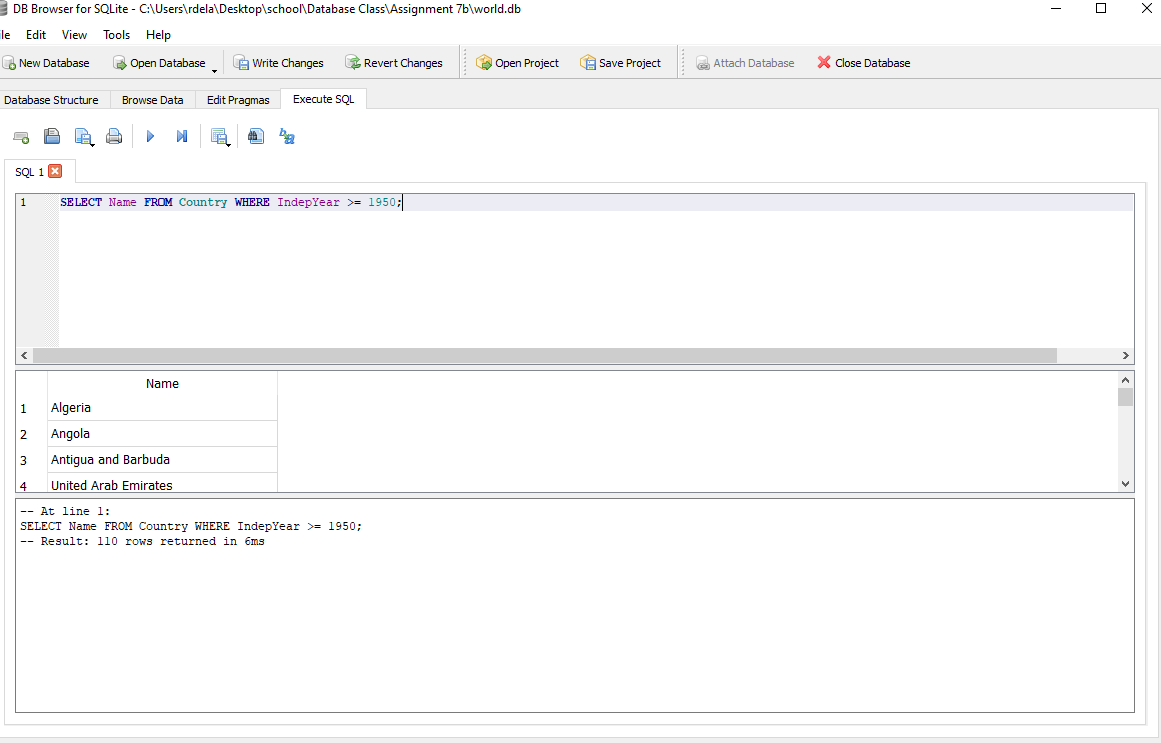 DB Browser for SQLite - C:\Users\rdela\Desktop\school\Database Class\Assignment 7b\world.db
ile Edit View Tools Help
New Database Open Database Write Changes Revert Changes Open Project Save Project Attach Database Close Database
Database Structure Browse Data Edit Pragmas Execute SQL
SQL 1
1 SELECT Name FROM Country WHERE IndepYear >= 1950;
Name
1 Algeria
2 Angola
3 Antigua and Barbuda
4 United Arab Emirates
-- At line 1:
SELECT Name FROM Country WHERE IndepYear >= 1950;
-- Result: 110 rows returned in 6ms